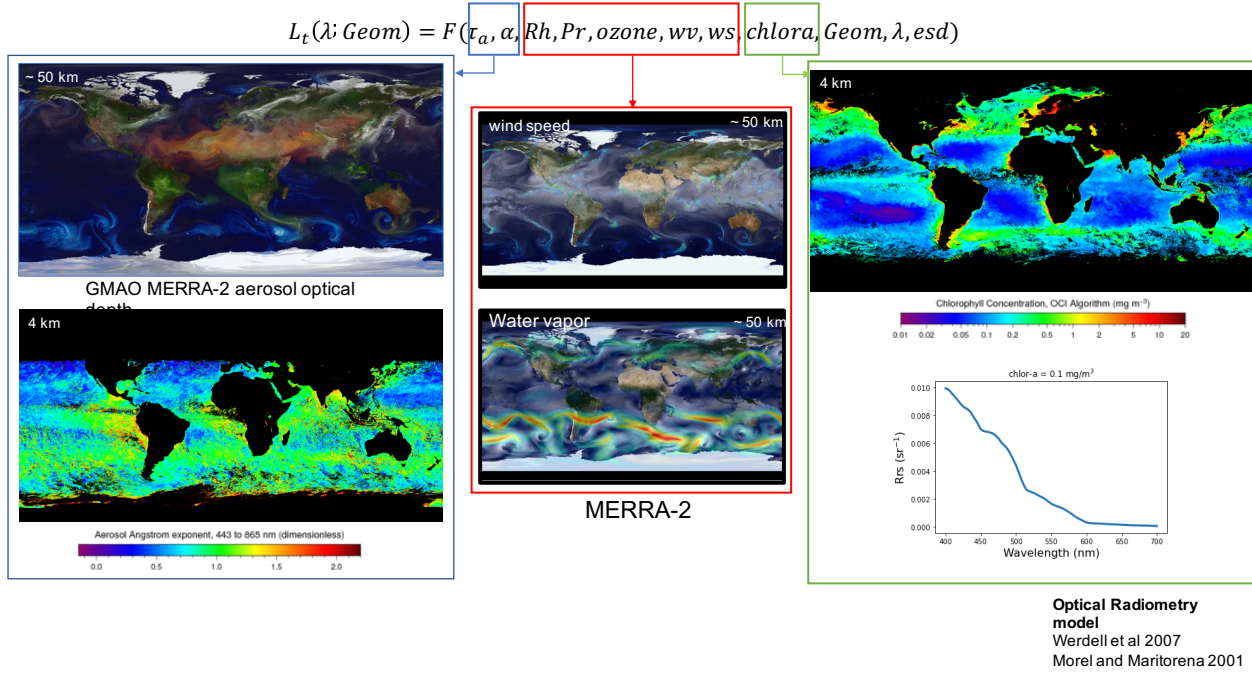 L_t(λ; Geom) = F(τ_a, α, Rh, Pr, ozone, wv, ws, chlora, Geom, λ, esd)
~ 50 km
GMAO MERRA-2 aerosol optical
depth
4 km
Aerosol Angstrom exponent, 443 to 865 nm (dimensionless)
0.0 0.5 1.0 1.5 2.0
wind speed ~ 50 km
Water vapor ~ 50 km
MERRA-2
4 km
Chlorophyll Concentration, OCI Algorithm (mg m⁻³)
0.01 0.02 0.05 0.1 0.2 0.5 1 2 5 10 20
chlor-a = 0.1 mg/m³
0.010
0.008
0.006
0.004
0.002
0.000
Rrs (sr⁻¹)
400 450 500 550 600 650 700
Wavelength (nm)
Optical Radiometry
model
Werdell et al 2007
Morel and Maritorena 2001